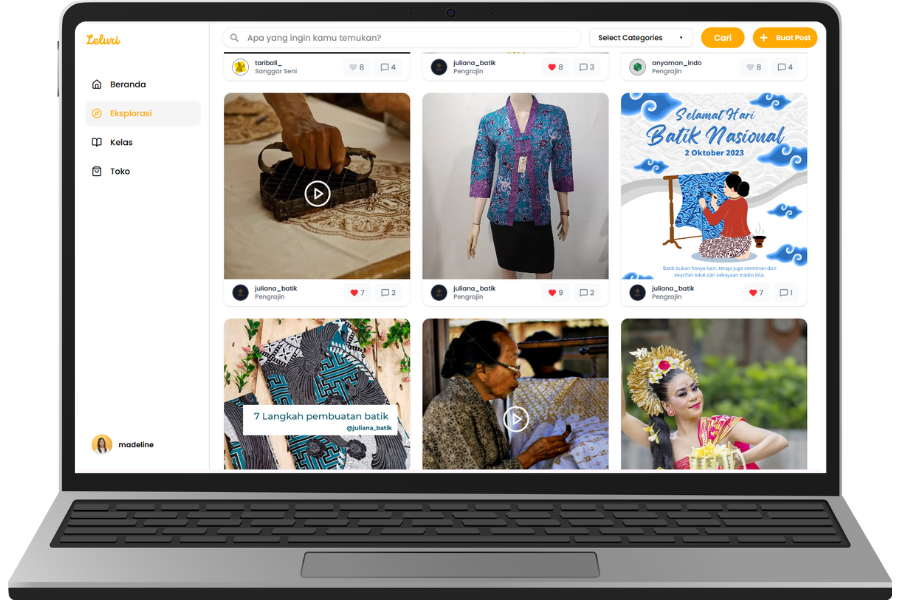 Leluri
Apa yang ingin kamu temukan?
Select Categories
Cari
+ Buat Post
Beranda
Eksplorasi
Kelas
Toko
madeline
taribali_
Sanggar Seni
8
4
juliana_batik
Pengrajin
8
3
anyaman_indo
Pengrajin
8
4
juliana_batik
Pengrajin
7
2
juliana_batik
Pengrajin
9
2
Selamat Hari
Batik Nasional
2 Oktober 2023
Batik bukan hanya kain, tetapi juga cerminan dari
kearifan lokal dan kekayaan tradisi kita.
juliana_batik
Pengrajin
7
1
7 Langkah pembuatan batik
@juliana_batik